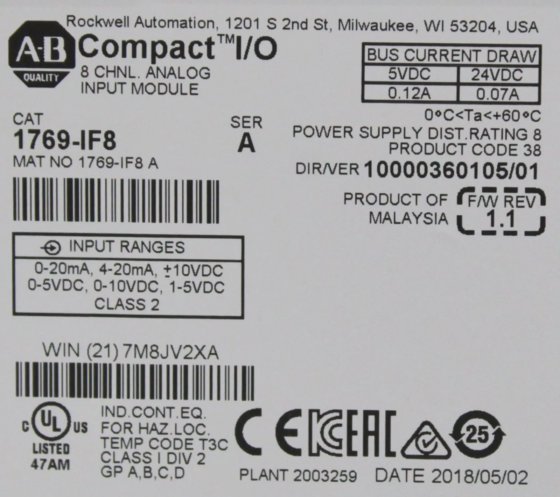 Rockwell Automation, 1201 S 2nd St, Milwaukee, WI 53204, USA
A-B
QUALITY
Compact™ I/O
8 CHNL. ANALOG
INPUT MODULE
BUS CURRENT DRAW
5VDC 24VDC
0.12A 0.07A
0°C<Ta<+60°C
POWER SUPPLY DIST.RATING 8
PRODUCT CODE 38
CAT SER
1769-IF8 A
MAT NO 1769-IF8 A
DIR/VER 10000360105/01
PRODUCT OF
MALAYSIA
F/W REV
1.1
INPUT RANGES
0-20mA, 4-20mA, ±10VDC
0-5VDC, 0-10VDC, 1-5VDC
CLASS 2
WIN (21) 7M8JV2XA
C UL US
LISTED
47AM
IND.CONT.EQ.
FOR HAZ.LOC.
TEMP CODE T3C
CLASS I DIV 2
GP A,B,C,D
CE
EAC
25
PLANT 2003259 DATE 2018/05/02